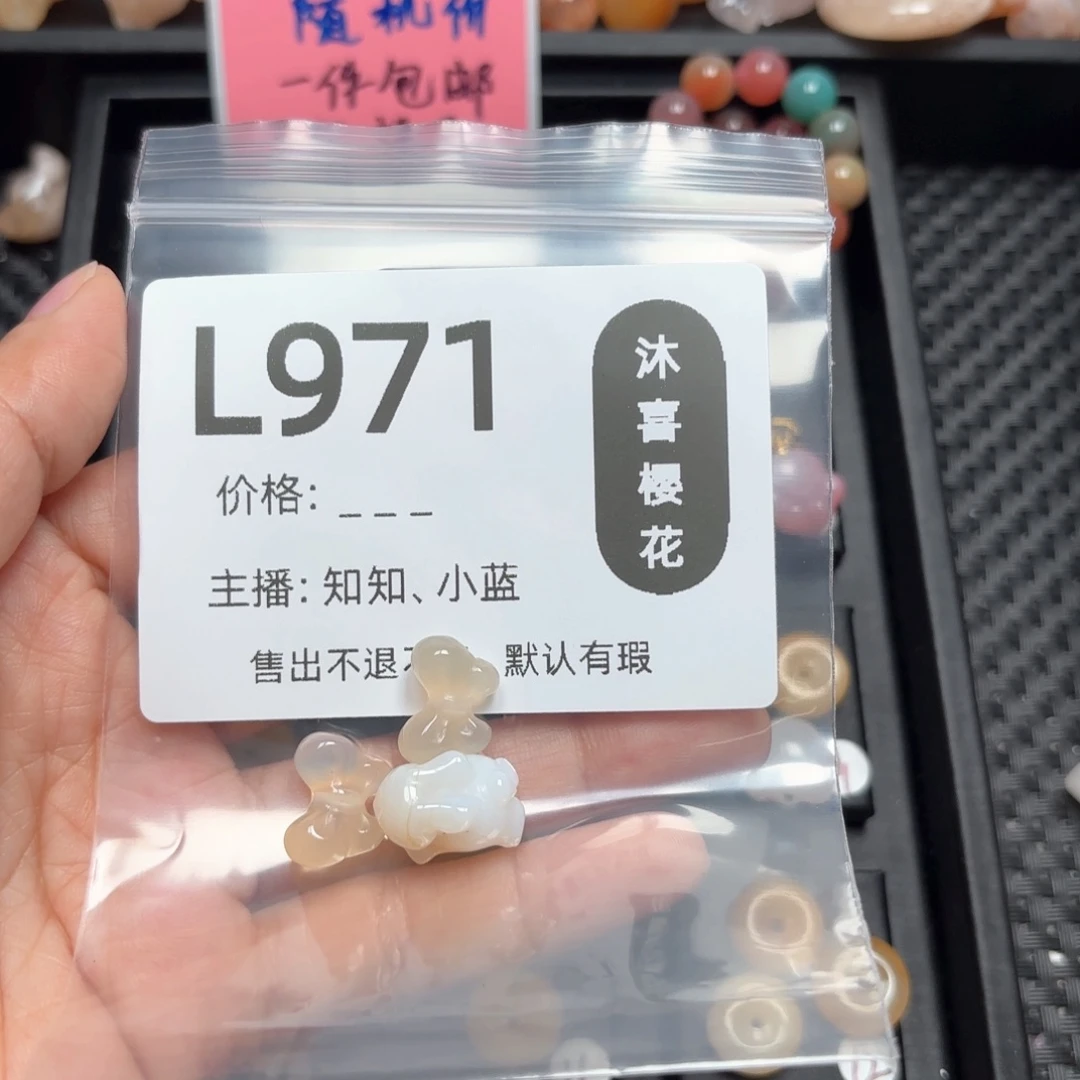 随机价
一件包邮
L971
沐喜樱花
价格: _ _ _
主播: 知知、小蓝
售出不退 默认有瑕